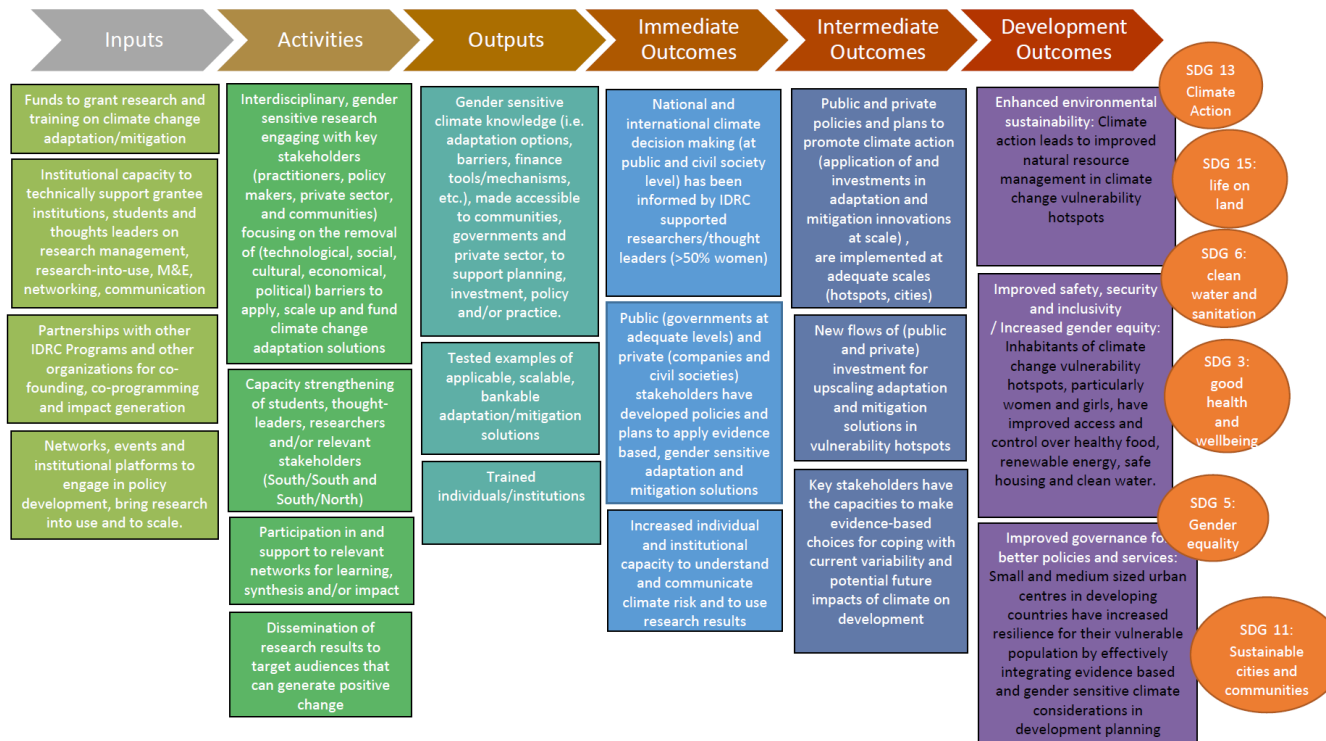 Inputs
Activities
Outputs
Immediate
Outcomes
Intermediate
Outcomes
Development
Outcomes
Funds to grant research and
training on climate change
adaptation/mitigation
Institutional capacity to
technically support grantee
institutions, students and
thoughts leaders on
research management,
research-into-use, M&E,
networking, communication
Partnerships with other
IDRC Programs and other
organizations for co-
founding, co-programming
and impact generation
Networks, events and
institutional platforms to
engage in policy
development, bring research
into use and to scale.
Interdisciplinary, gender
sensitive research
engaging with key
stakeholders
(practitioners, policy
makers, private sector,
and communities)
focusing on the removal
of (technological, social,
cultural, economical,
political) barriers to
apply, scale up and fund
climate change
adaptation solutions
Capacity strengthening
of students, thought-
leaders, researchers
and/or relevant
stakeholders
(South/South and
South/North)
Participation in and
support to relevant
networks for learning,
synthesis and/or impact
Dissemination of
research results to
target audiences that
can generate positive
change
Gender sensitive
climate knowledge (i.e.
adaptation options,
barriers, finance
tools/mechanisms,
etc.), made accessible
to communities,
governments and
private sector, to
support planning,
investment, policy
and/or practice.
Tested examples of
applicable, scalable,
bankable
adaptation/mitigation
solutions
Trained
individuals/institutions
National and
international climate
decision making (at
public and civil society
level) has been
informed by IDRC
supported
researchers/thought
leaders (>50% women)
Public (governments at
adequate levels) and
private (companies and
civil societies)
stakeholders have
developed policies and
plans to apply evidence
based, gender sensitive
adaptation and
mitigation solutions
Increased individual
and institutional
capacity to understand
and communicate
climate risk and to use
research results
Public and private
policies and plans to
promote climate action
(application of and
investments in
adaptation and
mitigation innovations
at scale) ,
are implemented at
adequate scales
(hotspots, cities)
New flows of (public
and private)
investment for
upscaling adaptation
and mitigation
solutions in
vulnerability hotspots
Key stakeholders have
the capacities to make
evidence-based
choices for coping with
current variability and
potential future
impacts of climate on
development
Enhanced environmental
sustainability: Climate
action leads to improved
natural resource
management in climate
change vulnerability
hotspots
Improved safety, security
and inclusivity
/ Increased gender equity:
Inhabitants of climate
change vulnerability
hotspots, particularly
women and girls, have
improved access and
control over healthy food,
renewable energy, safe
housing and clean water.
Improved governance fo
better policies and services:
Small and medium sized urban
centres in developing
countries have increased
resilience for their vulnerable
population by effectively
integrating evidence based
and gender sensitive climate
considerations in
development planning
SDG 13
Climate
Action
SDG 15:
life on
land
SDG 6:
clean
water and
sanitation
SDG 3:
good
health
and
wellbeing
SDG 5:
Gender
equality
SDG 11:
Sustainable
cities and
communities